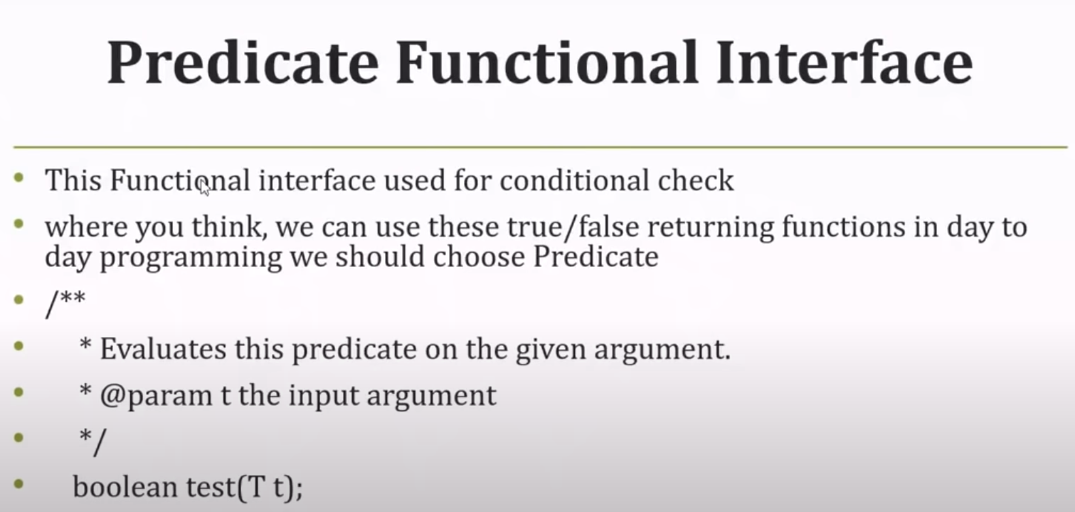 Predicate Functional Interface
• This Functional interface used for conditional check
• where you think, we can use these true/false returning functions in day to
day programming we should choose Predicate
• /**
• * Evaluates this predicate on the given argument.
• * @param t the input argument
• */
• boolean test(T t);